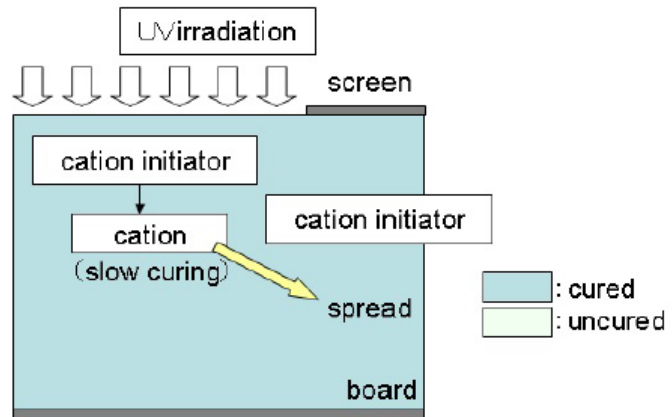 UVirradiation
screen
cation initiator
cation initiator
cation
(slow curing)
spread
: cured
: uncured
board